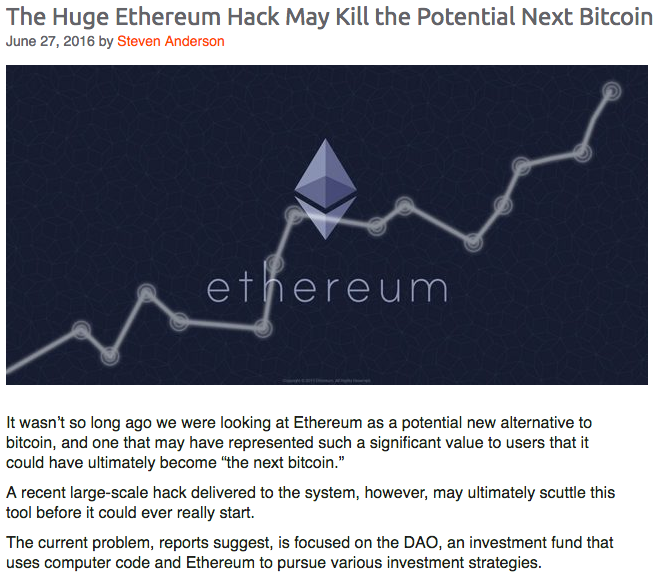 The Huge Ethereum Hack May Kill the Potential Next Bitcoin
June 27, 2016 by Steven Anderson
ethereum
It wasn’t so long ago we were looking at Ethereum as a potential new alternative to
bitcoin, and one that may have represented such a significant value to users that it
could have ultimately become “the next bitcoin.”
A recent large-scale hack delivered to the system, however, may ultimately scuttle this
tool before it could ever really start.
The current problem, reports suggest, is focused on the DAO, an investment fund that
uses computer code and Ethereum to pursue various investment strategies.